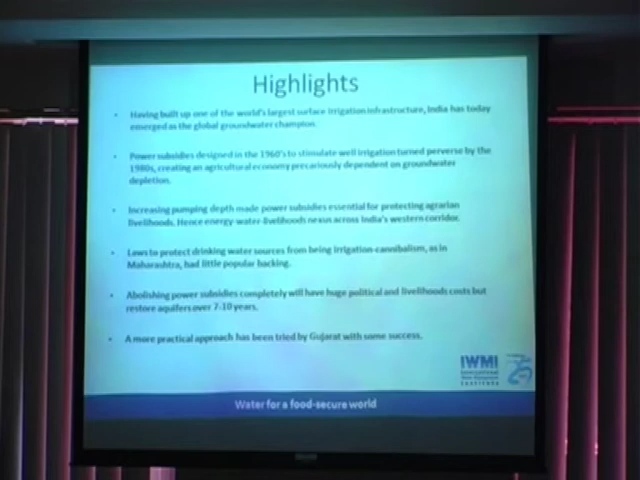 Highlights
Having built up one of the world's largest surface irrigation infrastructure, India has today
emerged as the global groundwater champion.
Power subsidies designed in the 1960's to stimulate well irrigation turned perverse by the
1980s, creating an agricultural economy precariously dependent on groundwater
depletion.
Increasing pumping depth made power subsidies essential for protecting agrarian
livelihoods. Hence energy-water-livelihoods nexus across India's western corridor.
Laws to protect drinking water sources from being irrigation-cannibalism, as in
Maharashtra, had little popular backing.
Abolishing power subsidies completely will have huge political and livelihoods costs but
restore aquifers over 7-10 years.
A more practical approach has been tried by Gujarat with some success.
IWMI
International
Water Management
Institute
25
Water for a food-secure world